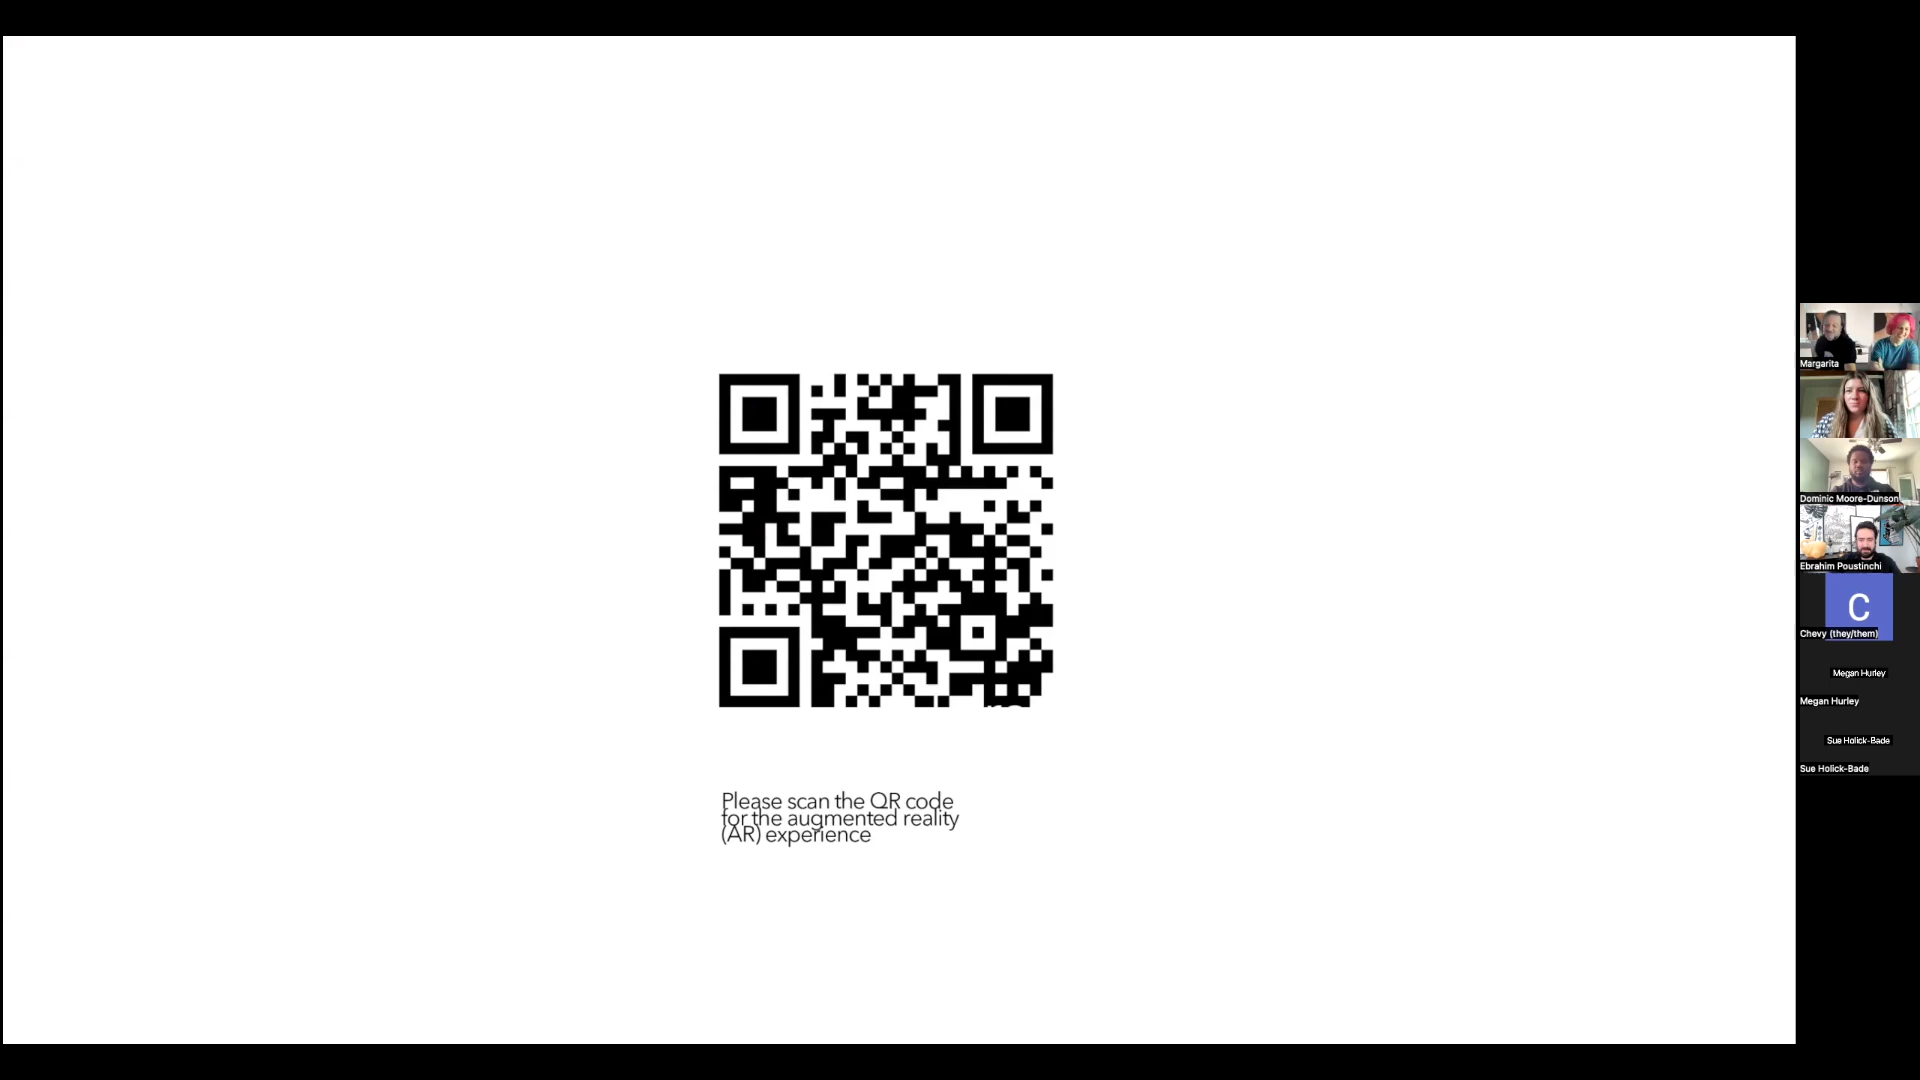 Please scan the QR code
for the augmented reality
(AR) experience
Margarita
Dominic Moore-Dunson
Ebrahim Poustinchi
C
Chevy (they/them)
Megan Hurley
Megan Hurley
Sue Holick-Bade
Sue Holick-Bade